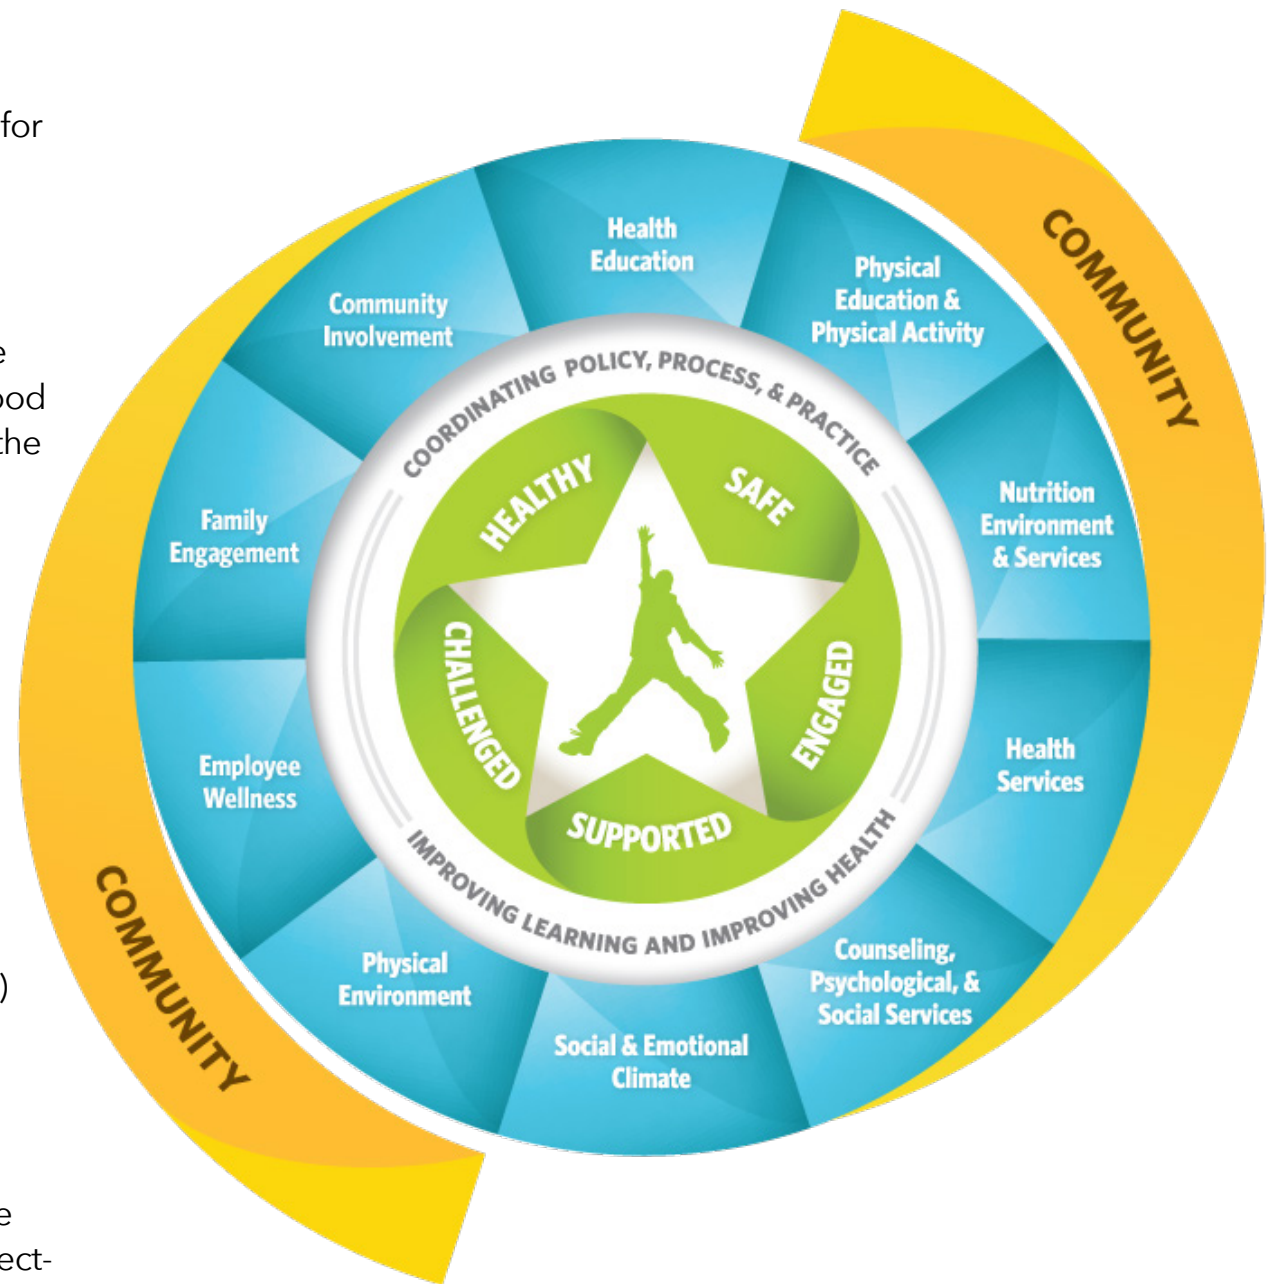 for
e
ood
the
)
e
ect-
COMMUNITY
Health
Education
Physical
Education &
Physical Activity
Nutrition
Environment
& Services
Health
Services
Counseling,
Psychological, &
Social Services
Social & Emotional
Climate
Physical
Environment
Employee
Wellness
Family
Engagement
Community
Involvement
COORDINATING POLICY, PROCESS, & PRACTICE
IMPROVING LEARNING AND IMPROVING HEALTH
HEALTHY
SAFE
ENGAGED
SUPPORTED
CHALLENGED
COMMUNITY